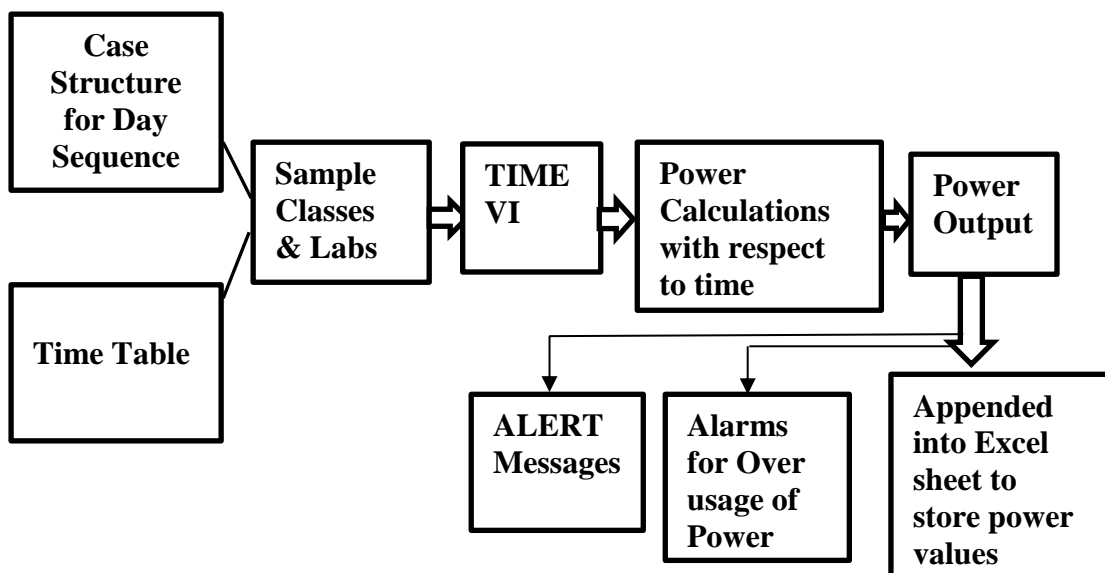 Case
Structure
for Day
Sequence
Time Table
Sample
Classes
& Labs
TIME
VI
Power
Calculations
with respect
to time
Power
Output
ALERT
Messages
Alarms
for Over
usage of
Power
Appended
into Excel
sheet to
store power
values